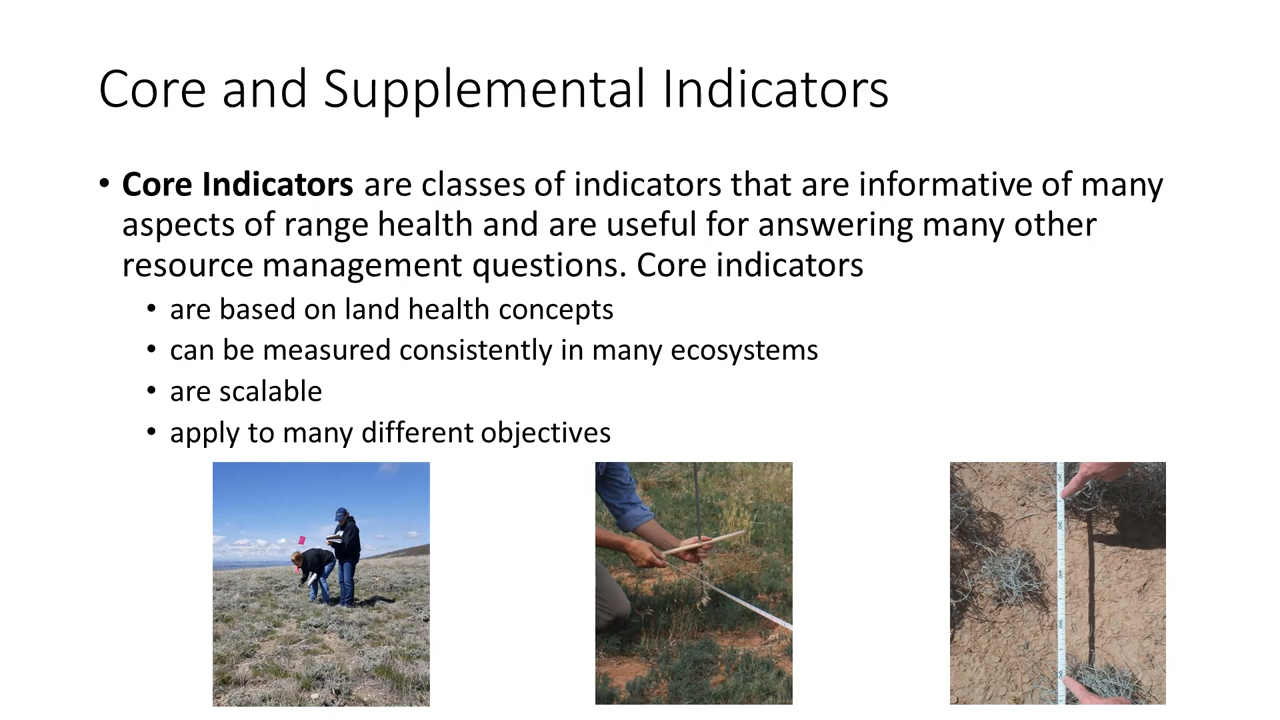 Core and Supplemental Indicators
• Core Indicators are classes of indicators that are informative of many
aspects of range health and are useful for answering many other
resource management questions. Core indicators
• are based on land health concepts
• can be measured consistently in many ecosystems
• are scalable
• apply to many different objectives